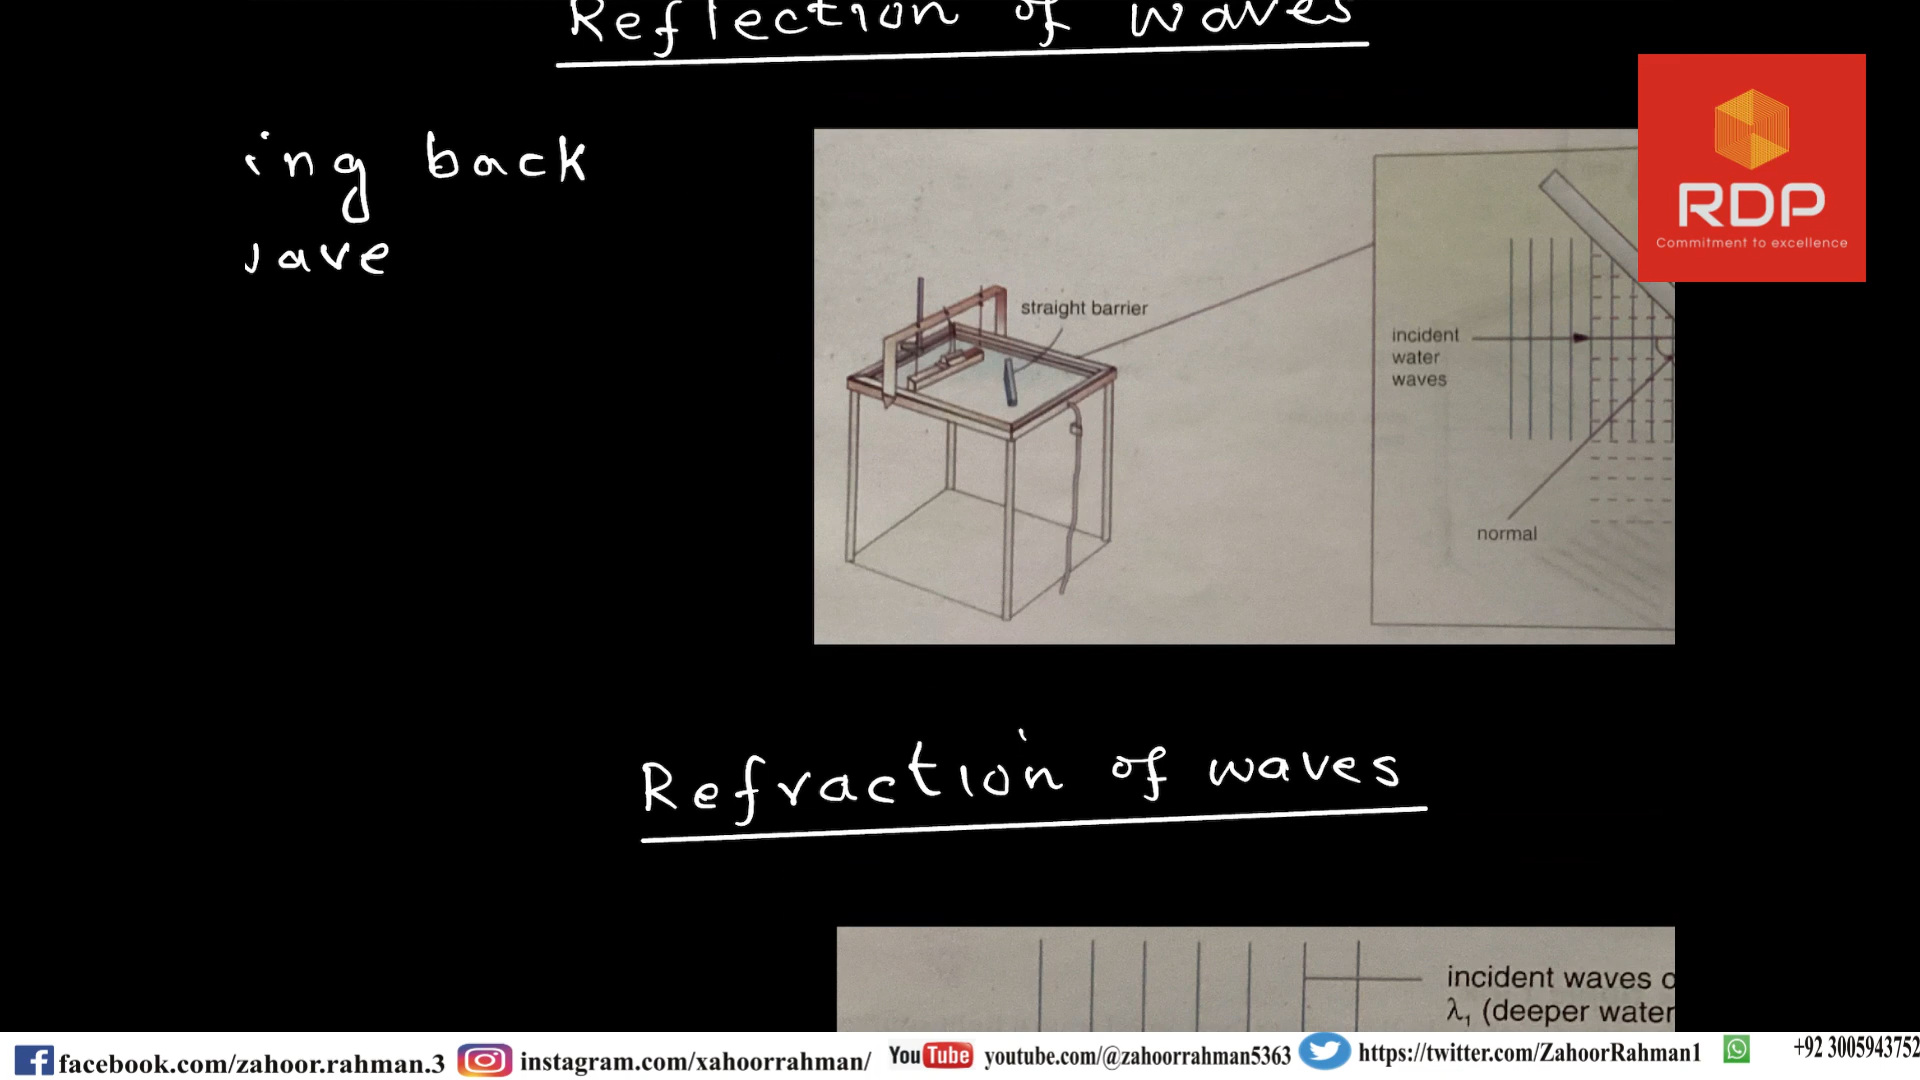 Reflection of waves
ing back
wave
RDP
Commitment to excellence
straight barrier
incident
water
waves
normal
Refraction of waves
incident waves o
λ₁ (deeper water
facebook.com/zahoor.rahman.3 instagram.com/xahoorrahman/ YouTube youtube.com/@zahoorrahman5363 https://twitter.com/ZahoorRahman1 +92 3005943752